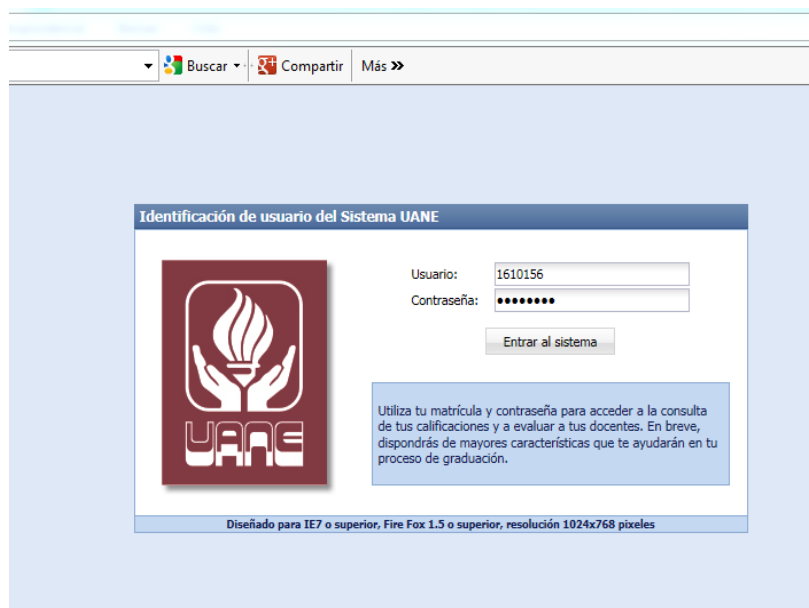 Buscar
Compartir
Más
Identificación de usuario del Sistema UANE
Usuario: 1610156
Contraseña: ●●●●●●●●
Entrar al sistema
UANE
Utiliza tu matrícula y contraseña para acceder a la consulta
de tus calificaciones y a evaluar a tus docentes. En breve,
dispondrás de mayores características que te ayudarán en tu
proceso de graduación.
Diseñado para IE7 o superior, Fire Fox 1.5 o superior, resolución 1024x768 pixeles